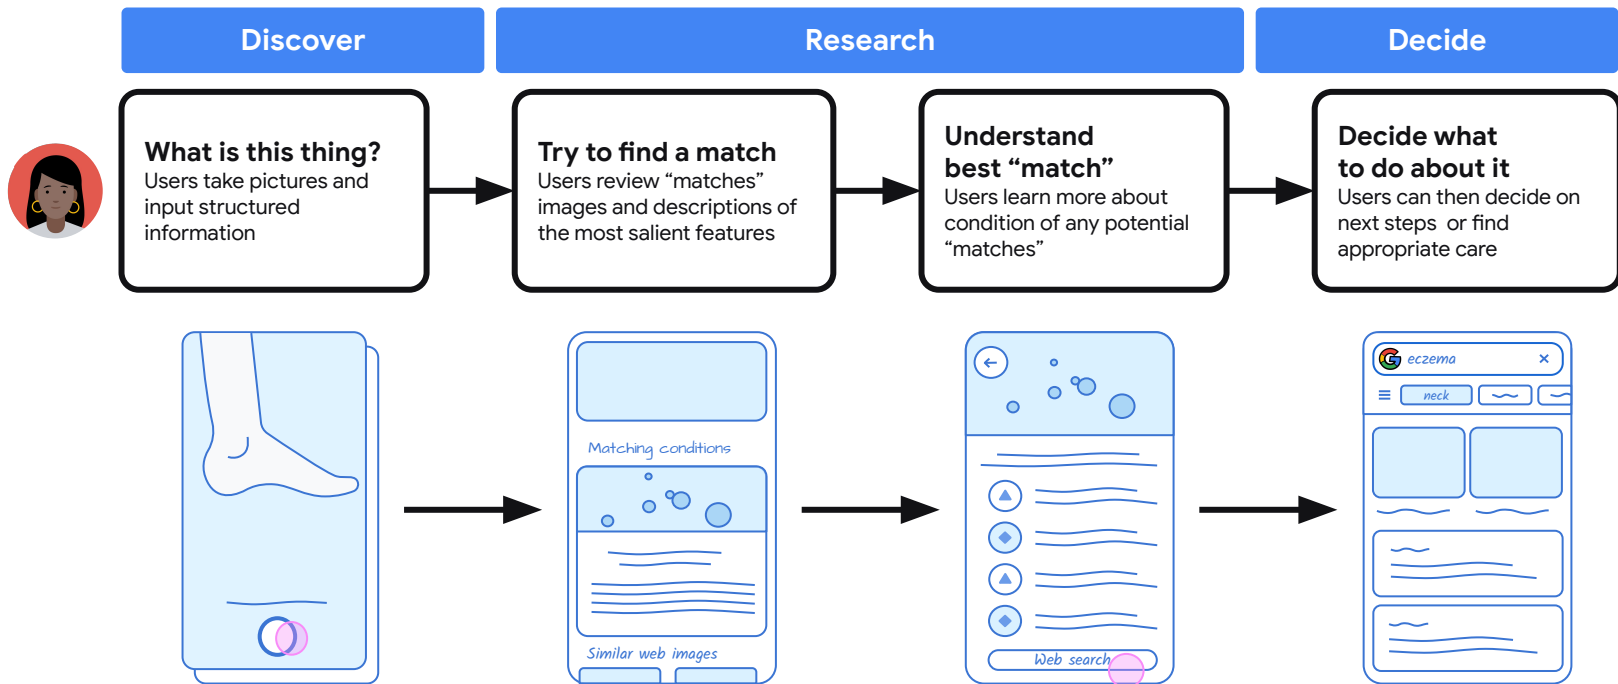 Discover
Research
Decide
What is this thing?
Users take pictures and
input structured
information
Try to find a match
Users review “matches”
images and descriptions of
the most salient features
Understand
best “match”
Users learn more about
condition of any potential
“matches”
Decide what
to do about it
Users can then decide on
next steps or find
appropriate care
Matching conditions
Similar web images
Web search
G eczema
neck